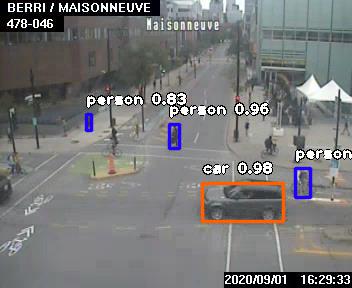 BERRI / MAISONNEUVE
478-046
Maisonneuve
person 0.83
person 0.96
person
car 0.98
2020/09/01 16:29:33